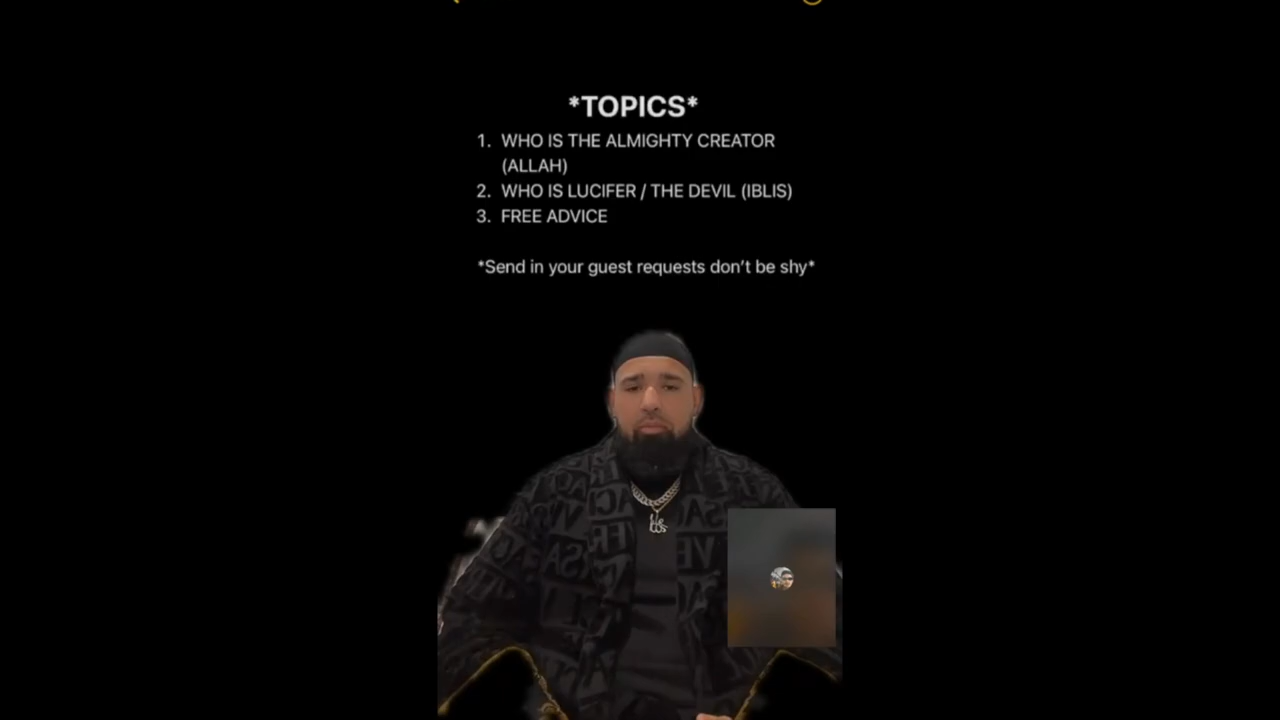 *TOPICS*
1. WHO IS THE ALMIGHTY CREATOR
(ALLAH)
2. WHO IS LUCIFER / THE DEVIL (IBLIS)
3. FREE ADVICE
*Send in your guest requests don’t be shy*